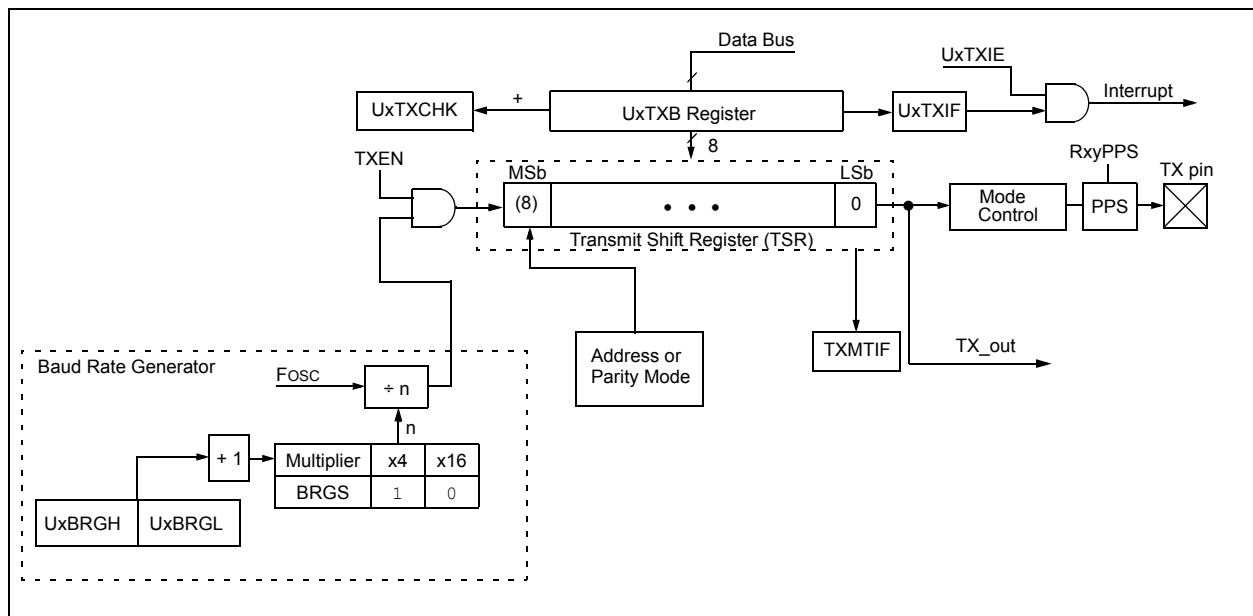 Data Bus
UxTXIE
Interrupt
UxTXCHK
+
UxTXB Register
UxTXIF
8
TXEN
RxyPPS
MSb
LSb
TX pin
(8)
• • •
0
Mode
Control
PPS
Transmit Shift Register (TSR)
Address or
Parity Mode
TXMTIF
TX_out
Baud Rate Generator
FOSC
÷ n
n
+ 1
Multiplier x4 x16
BRGS 1 0
UxBRGH UxBRGL